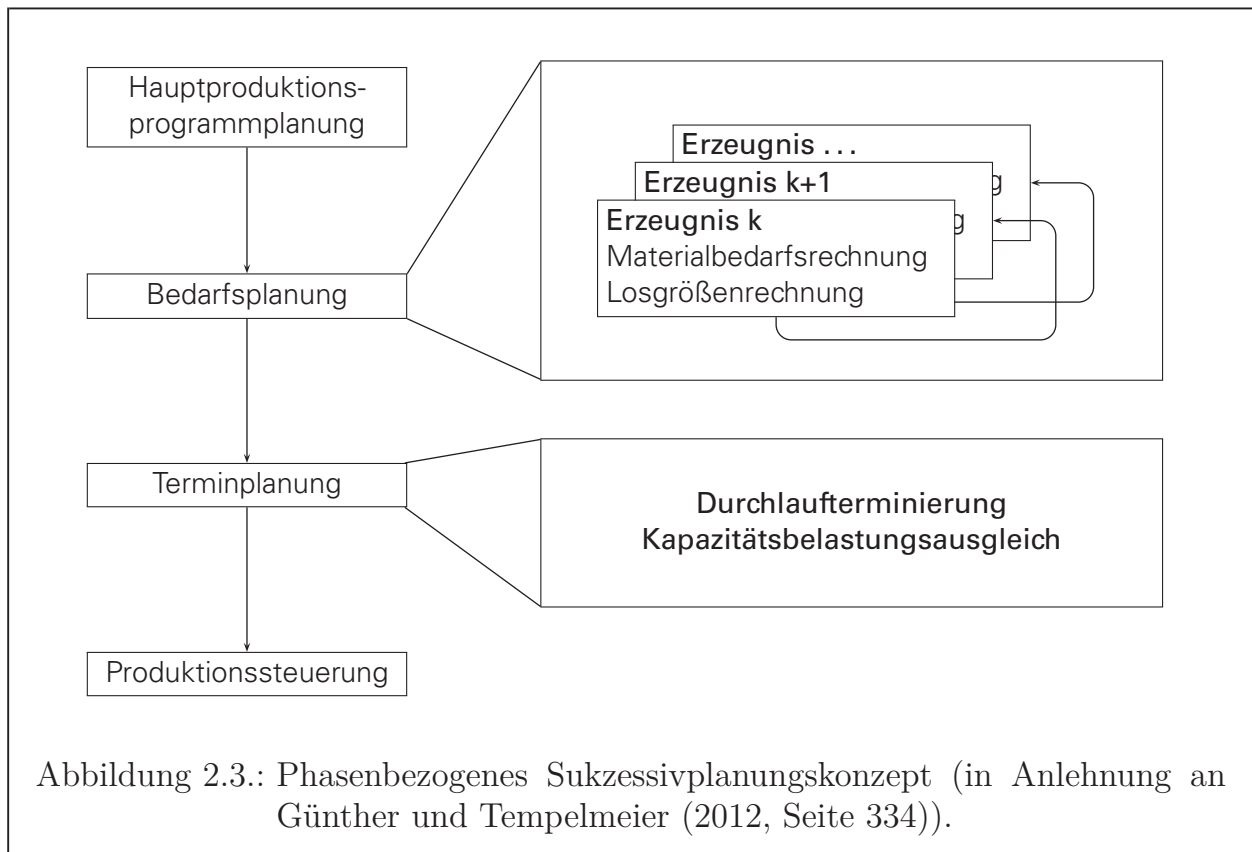 Hauptproduktions-
programmplanung
Bedarfsplanung
Terminplanung
Produktionssteuerung
Erzeugnis ...
g
Erzeugnis k+1
g
Erzeugnis k
Materialbedarfsrechnung
Losgrößenrechnung
Durchlaufterminierung
Kapazitätsbelastungsausgleich
Abbildung 2.3.: Phasenbezogenes Sukzessivplanungskonzept (in Anlehnung an
Günther und Tempelmeier (2012, Seite 334)).